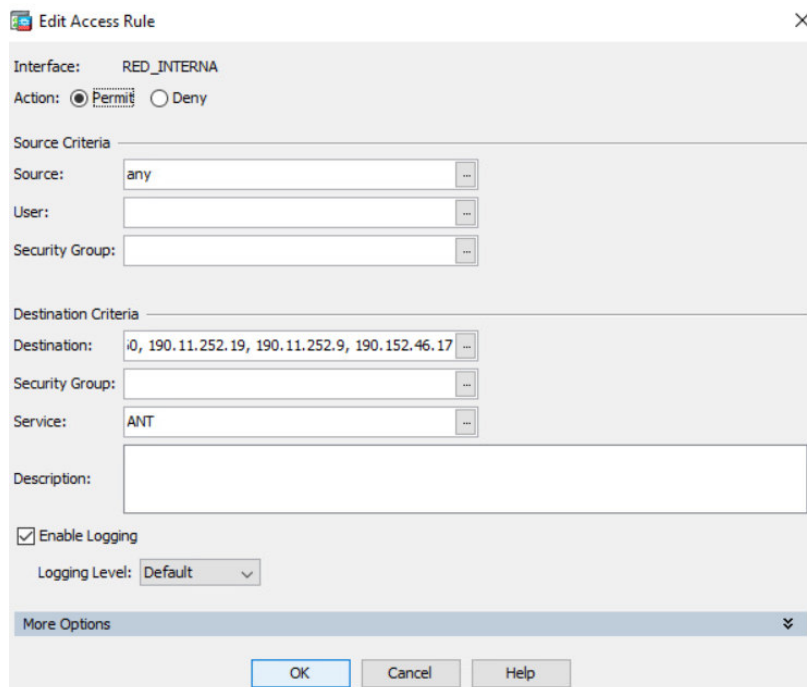 Edit Access Rule
Interface: RED_INTERNA
Action: Permit Deny
Source Criteria
Source: any ...
User: ...
Security Group: ...
Destination Criteria
Destination: 0, 190.11.252.19, 190.11.252.9, 190.152.46.17 ...
Security Group: ...
Service: ANT ...
Description:
Enable Logging
Logging Level: Default
More Options
OK Cancel Help